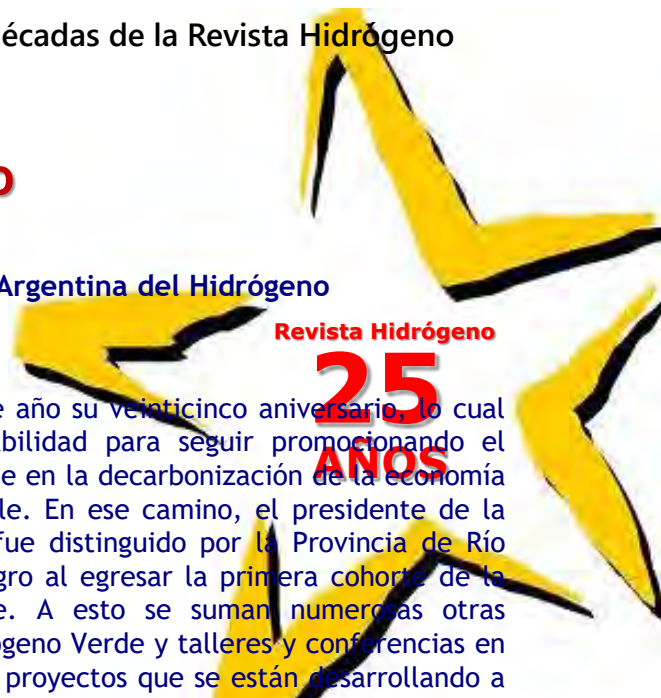 écadas de la Revista Hidrógeno
o
Argentina del Hidrógeno
Revista Hidrógeno
25
AÑOS
e año su veinticinco aniversario, lo cual
abilidad para seguir promocionando el
e en la decarbonización de la economía
le. En ese camino, el presidente de la
fue distinguido por la Provincia de Río
gro al egresar la primera cohorte de la
e. A esto se suman numerosas otras
ógeno Verde y talleres y conferencias en
proyectos que se están desarrollando a